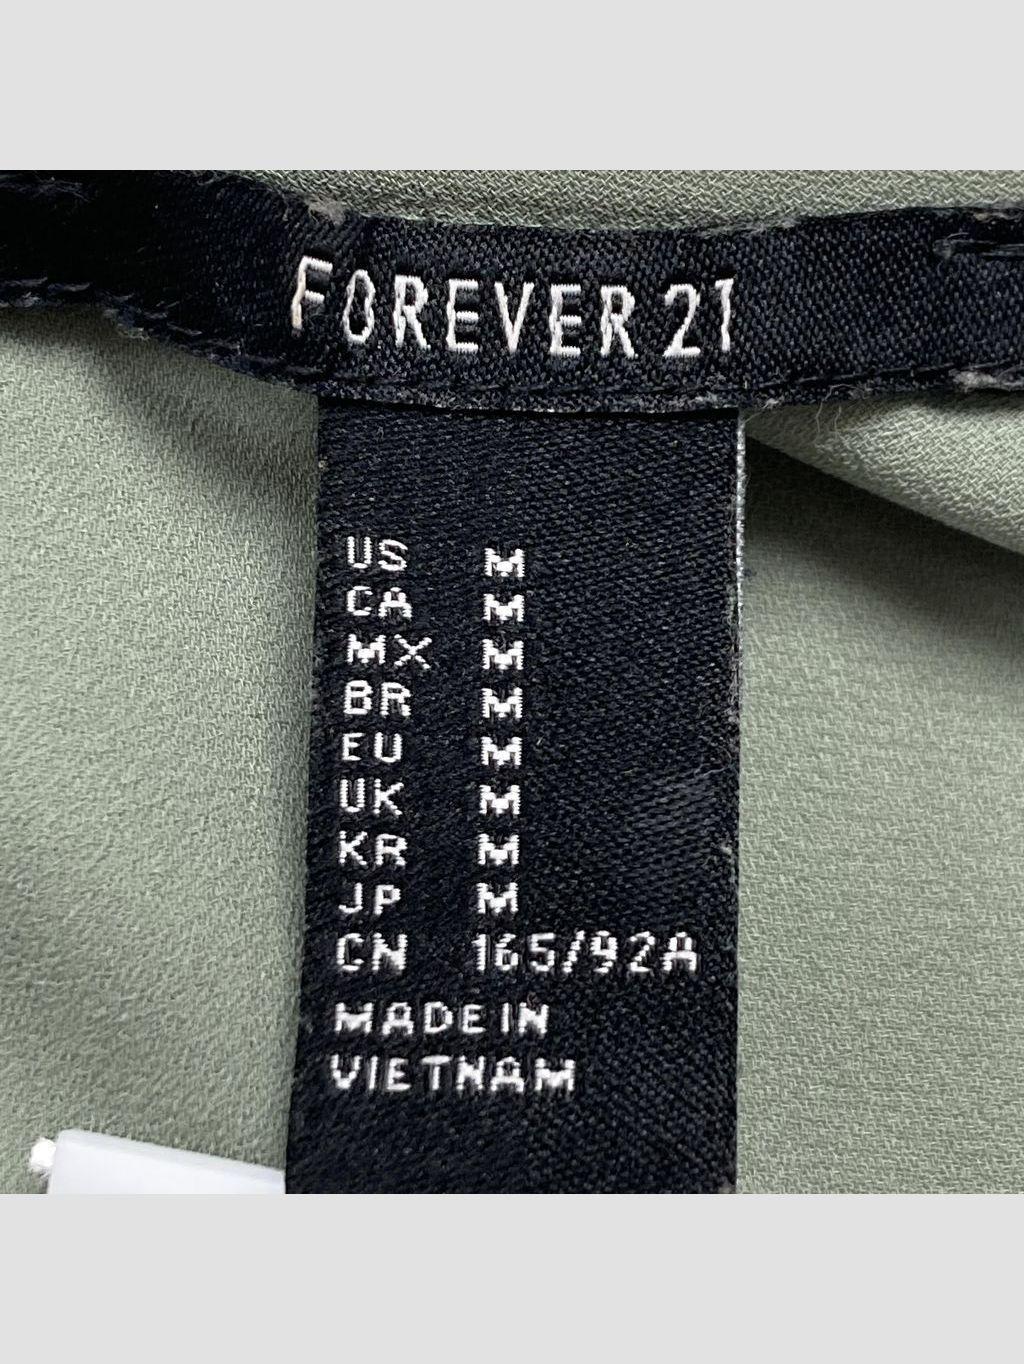 FOREVER 21
US M
CA M
MX M
BR M
EU M
UK M
KR M
JP M
CN 165/92A
MADE IN
VIETNAM